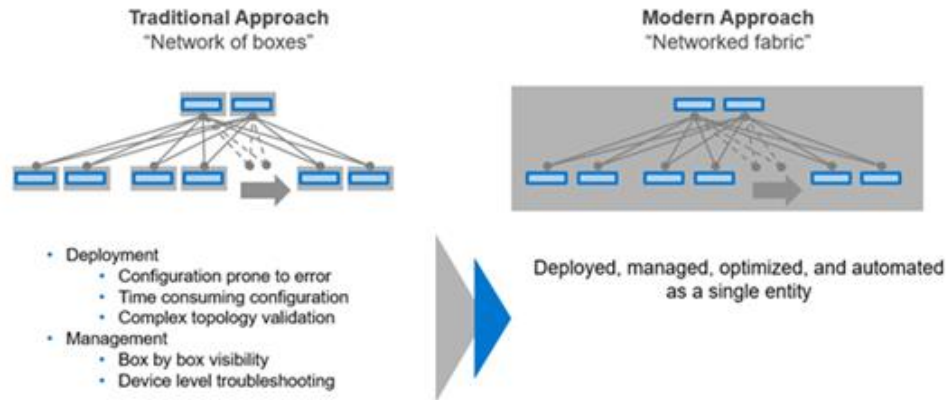 Traditional Approach
“Network of boxes”
Modern Approach
“Networked fabric”
• Deployment
• Configuration prone to error
• Time consuming configuration
• Complex topology validation
• Management
• Box by box visibility
• Device level troubleshooting
Deployed, managed, optimized, and automated
as a single entity